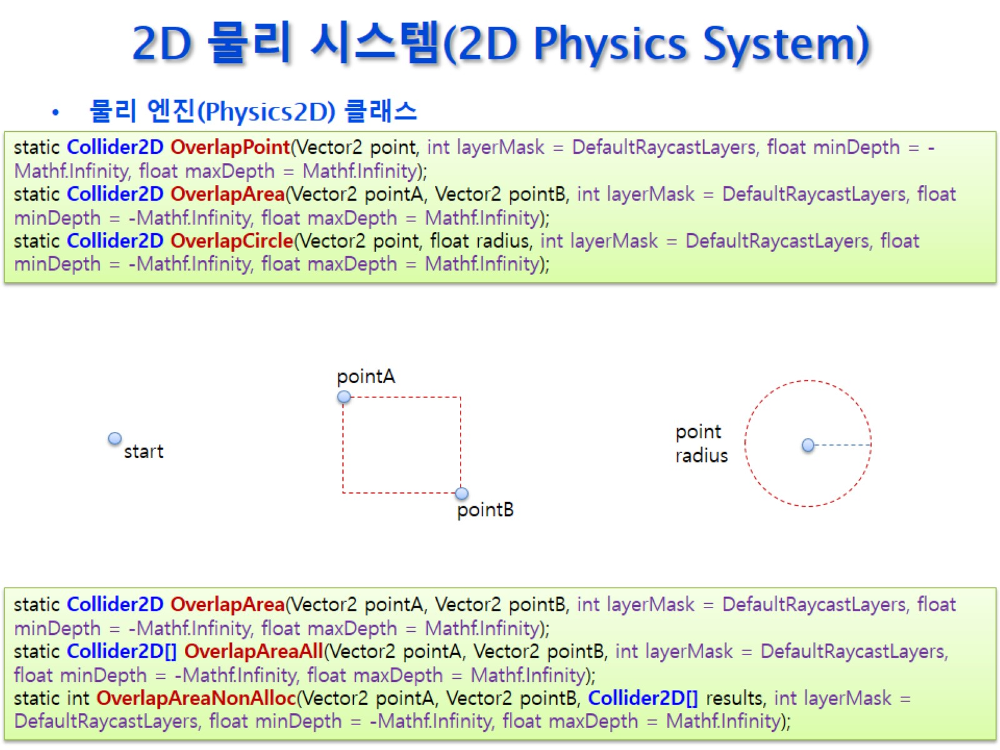 2D 물리 시스템(2D Physics System)
• 물리 엔진(Physics2D) 클래스
static Collider2D OverlapPoint(Vector2 point, int layerMask = DefaultRaycastLayers, float minDepth = -
Mathf.Infinity, float maxDepth = Mathf.Infinity);
static Collider2D OverlapArea(Vector2 pointA, Vector2 pointB, int layerMask = DefaultRaycastLayers, float
minDepth = -Mathf.Infinity, float maxDepth = Mathf.Infinity);
static Collider2D OverlapCircle(Vector2 point, float radius, int layerMask = DefaultRaycastLayers, float
minDepth = -Mathf.Infinity, float maxDepth = Mathf.Infinity);
start
pointA
pointB
point
radius
static Collider2D OverlapArea(Vector2 pointA, Vector2 pointB, int layerMask = DefaultRaycastLayers, float
minDepth = -Mathf.Infinity, float maxDepth = Mathf.Infinity);
static Collider2D[] OverlapAreaAll(Vector2 pointA, Vector2 pointB, int layerMask = DefaultRaycastLayers,
float minDepth = -Mathf.Infinity, float maxDepth = Mathf.Infinity);
static int OverlapAreaNonAlloc(Vector2 pointA, Vector2 pointB, Collider2D[] results, int layerMask =
DefaultRaycastLayers, float minDepth = -Mathf.Infinity, float maxDepth = Mathf.Infinity);